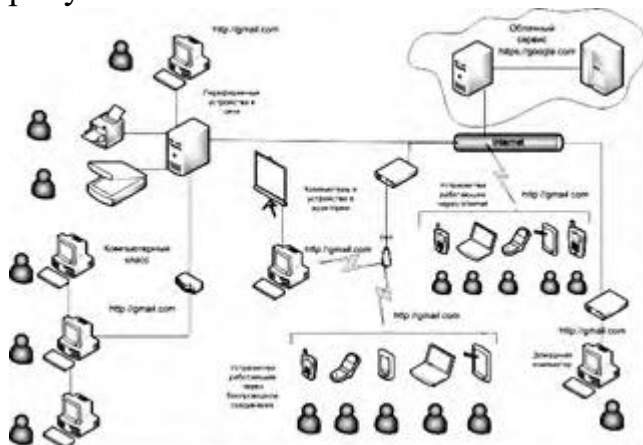 http://gmail.com
Облачный
сервис
https://google.com
Периферийные
устройства в
сети
Internet
Компьютеры и
устройства в
аудитории
Устройства
работающие
через Internet
http://gmail.com
http://gmail.com
Компьютерный
класс
http://gmail.com
http://gmail.com
http://gmail.com
Устройства
работающие
через
беспроводное
соединение
Домашний
компьютер